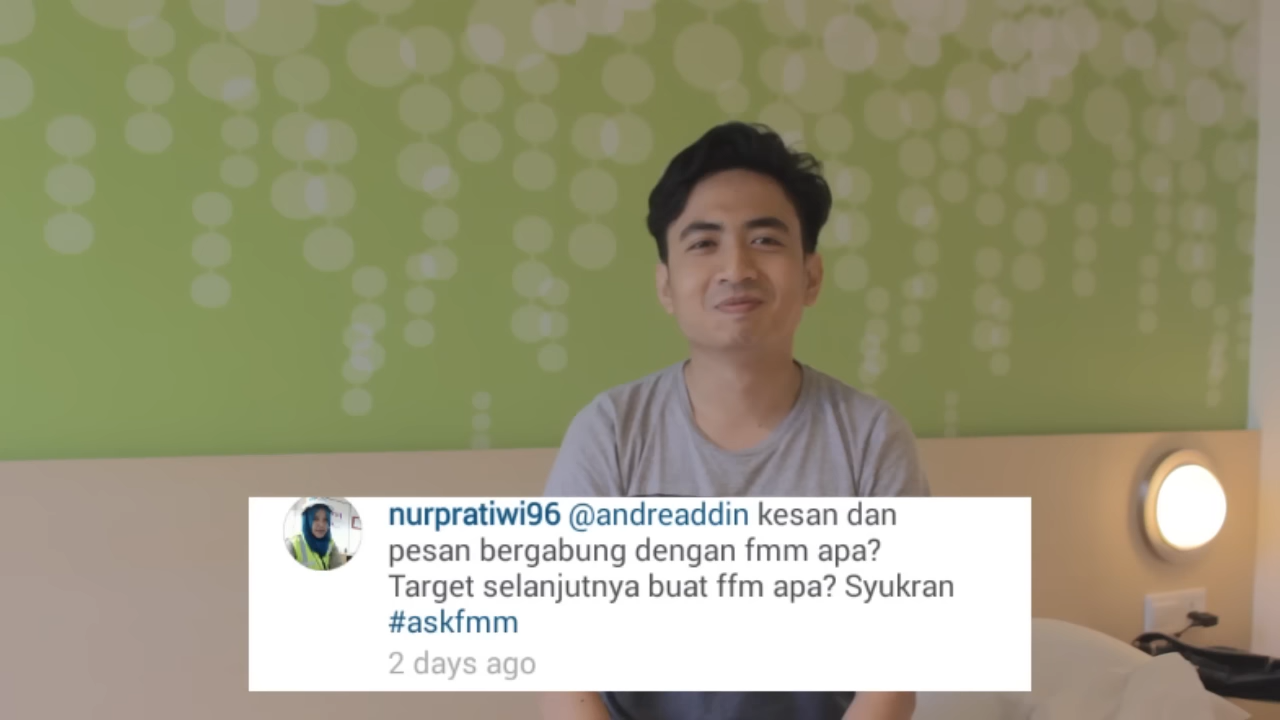 nurpratiwi96 @andreaddin kesan dan
pesan bergabung dengan fmm apa?
Target selanjutnya buat ffm apa? Syukran
#askfmm
2 days ago